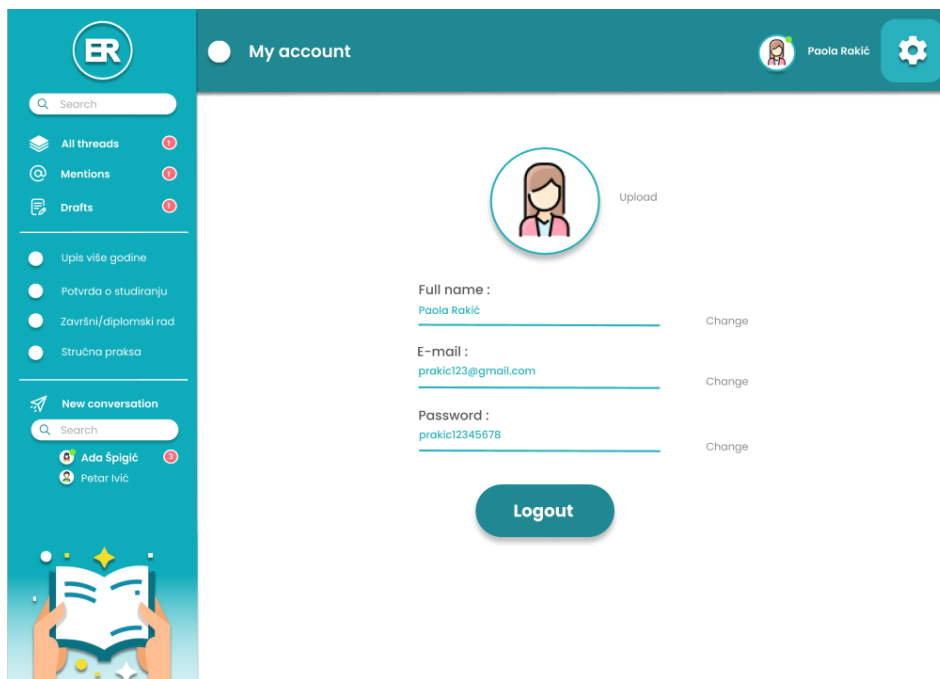 ER
My account
Paola Rakić
Search
All threads 1
Mentions 1
Drafts 1
Upis više godine
Potvrda o studiranju
Završni/diplomski rad
Stručna praksa
New conversation
Search
Ada Špigić 3
Petar Ivić
Upload
Full name :
Paola Rakić
Change
E-mail :
prakic123@gmail.com
Change
Password :
prakic12345678
Change
Logout